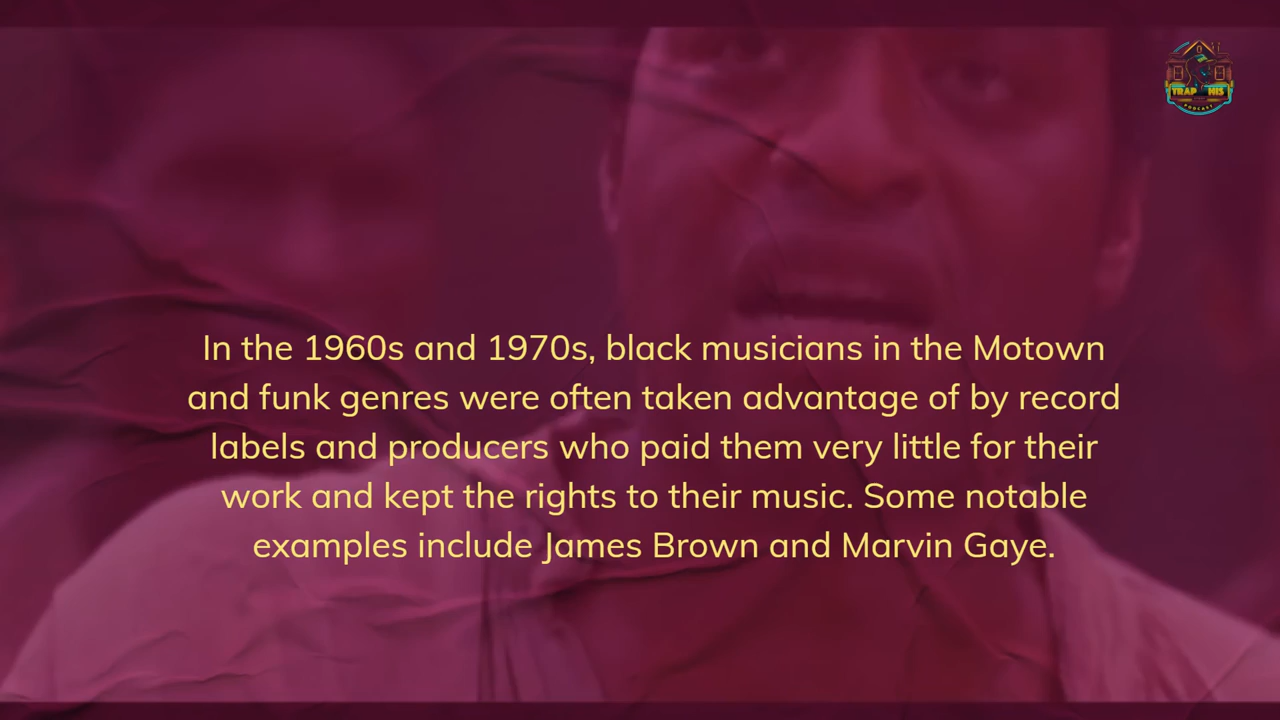 TRAP HIS
PODCAST
In the 1960s and 1970s, black musicians in the Motown
and funk genres were often taken advantage of by record
labels and producers who paid them very little for their
work and kept the rights to their music. Some notable
examples include James Brown and Marvin Gaye.